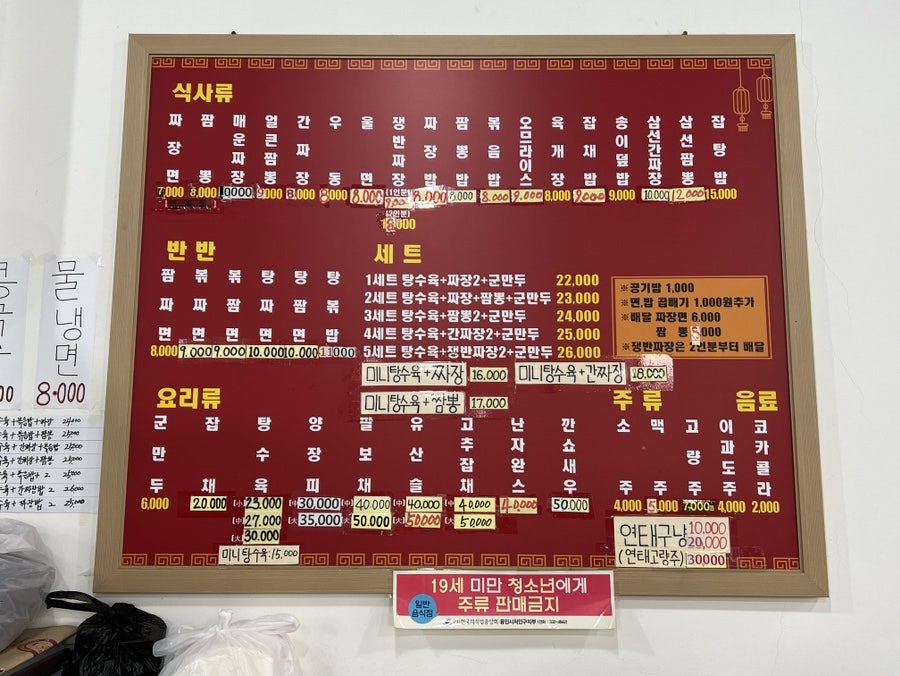 식사류
짜장면 7,000
짬뽕 8,000
매운짜장 10,000
얼큰짬뽕 9,000
간짜장 8,000
우동 8,000
울면 8,000
쟁반짜장 (1인분) (2인분)
짜장밥 8,000
짬뽕밥 8,000
볶음밥 8,000
오므라이스 9,000
육개장 8,000
잡채밥 9,000
송이덮밥 9,000
삼선간짜장 10,000
삼선짬뽕 12,000
잡탕밥 15,000
반반
짬짜면 8,000
볶짜면 9,000
볶짬면 9,000
탕짜면 10,000
탕짬면 10,000
탕볶밥 11,000
세트
1세트 탕수육+짜장2+군만두 22,000
2세트 탕수육+짜장+짬뽕+군만두 23,000
3세트 탕수육+짬뽕2+군만두 24,000
4세트 탕수육+간짜장2+군만두 25,000
5세트 탕수육+쟁반짜장2+군만두 26,000
미니탕수육+짜장 16.000
미니탕수육+간짜장 18.000
미니탕수육+짬뽕 17.000
※공기밥 1,000
※면,밥 곱빼기 1,000원추가
※배달 짜장면 6,000
짬뽕
※쟁반짜장은 2인분부터 배달
요리류
군만두 6,000
잡채 20.000
탕수육 [小] 23.000
[中] 27.000
[大] 30.000
미니탕수육:15,000
양장피 [中] 30.000
[大] 35,000
팔보채 [中] 40,000
[大] 50.000
유산슬 [中] 40,000
[大] 50000
고추잡채 [中] 40,000
[大] 50,000
난자완스 40000
깐쇼새우 50,000
주류
소주 4,000
맥주 5,000
고량주 7,000
이과도주 4,000
음료
코카콜라 2,000
연태구냥 10,000
20,000
(연태고량주) 30000
물냉면
8.000
19세 미만 청소년에게
주류 판매금지
일반
음식점